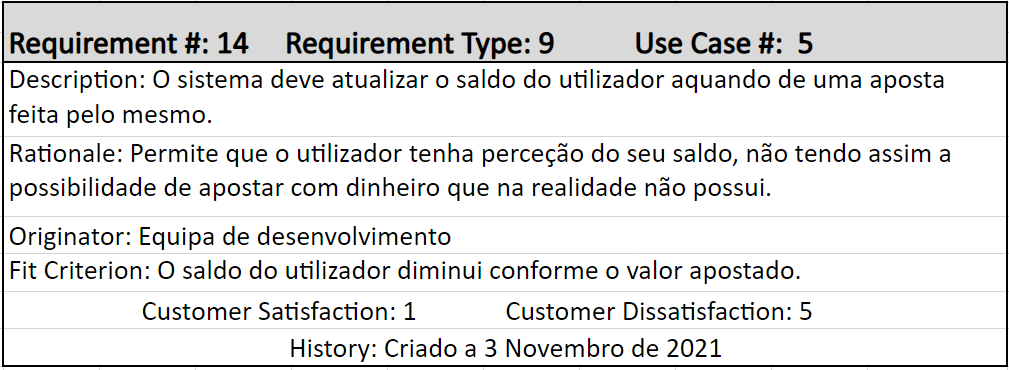 Requirement #: 14 Requirement Type: 9 Use Case #: 5
Description: O sistema deve atualizar o saldo do utilizador aquando de uma aposta
feita pelo mesmo.
Rationale: Permite que o utilizador tenha perceção do seu saldo, não tendo assim a
possibilidade de apostar com dinheiro que na realidade não possui.
Originator: Equipa de desenvolvimento
Fit Criterion: O saldo do utilizador diminui conforme o valor apostado.
Customer Satisfaction: 1 Customer Dissatisfaction: 5
History: Criado a 3 Novembro de 2021